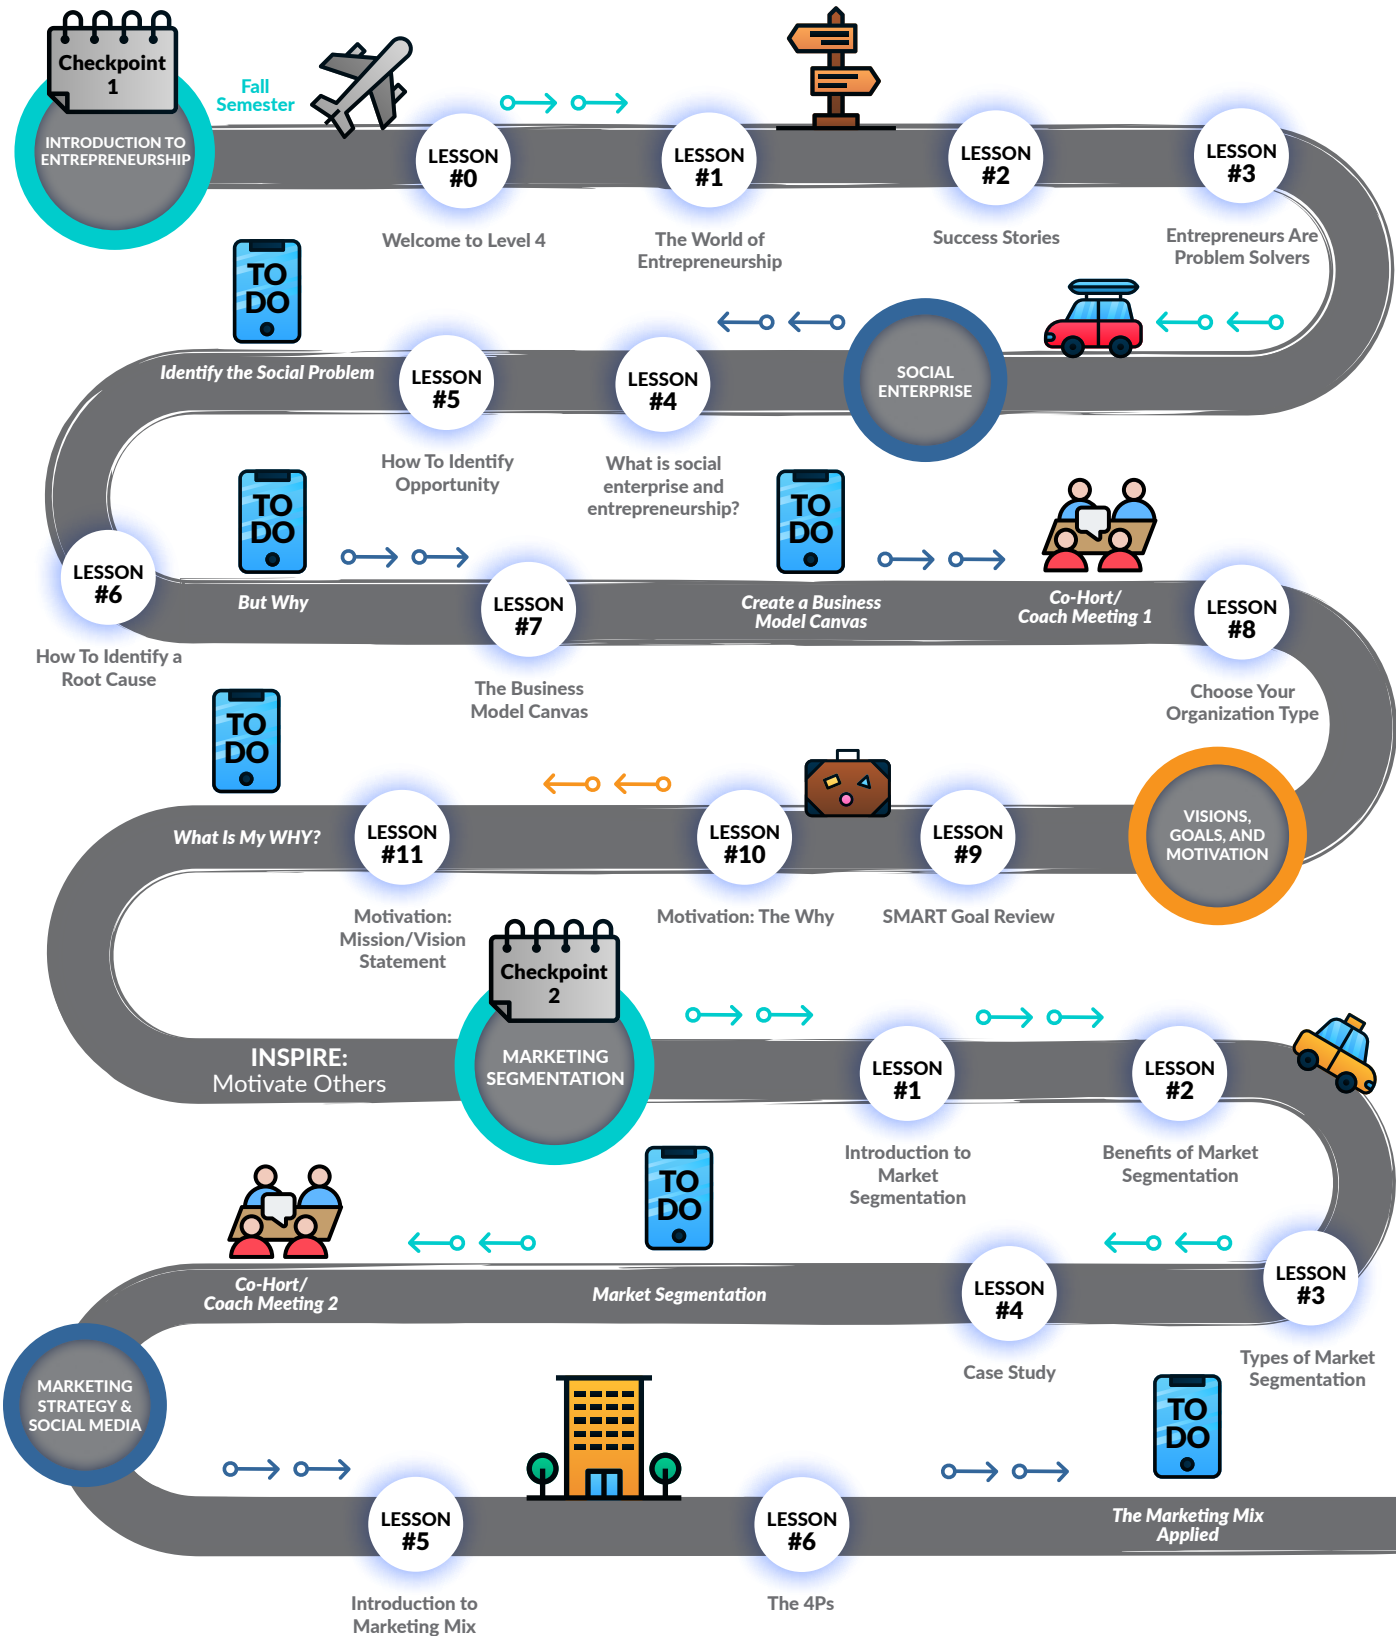 Checkpoint
1
INTRODUCTION TO
ENTREPRENEURSHIP
Fall
Semester
LESSON
#0
Welcome to Level 4
LESSON
#1
The World of
Entrepreneurship
LESSON
#2
Success Stories
LESSON
#3
Entrepreneurs Are
Problem Solvers
SOCIAL
ENTERPRISE
LESSON
#4
What is social
enterprise and
entrepreneurship?
LESSON
#5
How To Identify
Opportunity
TO
DO
Identify the Social Problem
LESSON
#6
How To Identify a
Root Cause
TO
DO
But Why
LESSON
#7
The Business
Model Canvas
TO
DO
Create a Business
Model Canvas
Co-Hort/
Coach Meeting 1
LESSON
#8
Choose Your
Organization Type
VISIONS,
GOALS, AND
MOTIVATION
LESSON
#9
SMART Goal Review
LESSON
#10
Motivation: The Why
LESSON
#11
Motivation:
Mission/Vision
Statement
TO
DO
What Is My WHY?
INSPIRE:
Motivate Others
Checkpoint
2
MARKETING
SEGMENTATION
LESSON
#1
Introduction to
Market
Segmentation
LESSON
#2
Benefits of Market
Segmentation
LESSON
#3
Types of Market
Segmentation
LESSON
#4
Case Study
TO
DO
Market Segmentation
Co-Hort/
Coach Meeting 2
MARKETING
STRATEGY &
SOCIAL MEDIA
LESSON
#5
Introduction to
Marketing Mix
LESSON
#6
The 4Ps
TO
DO
The Marketing Mix
Applied